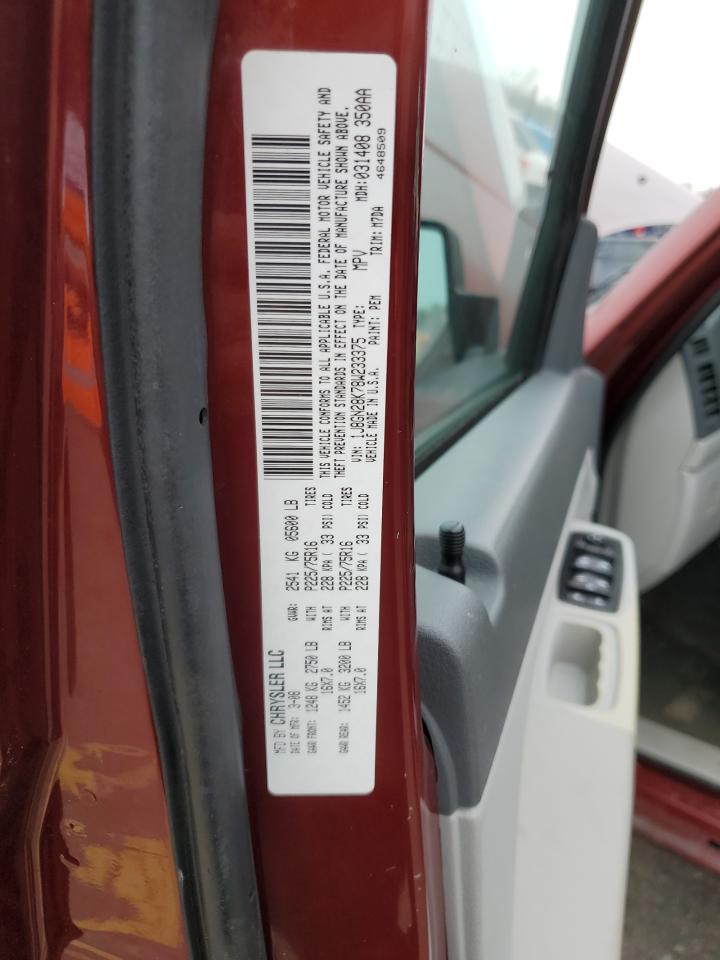 MFD BY CHRYSLER LLC
DATE OF MFR: 3-08 GVWR: 2541 KG 05600 LB
GAWR FRONT: 1248 KG 2750 LB WITH P225/75R16 TIRES
16X7.0 RIMS AT 228 KPA ( 33 PSI) COLD
GAWR REAR: 1452 KG 3200 LB WITH P225/75R16 TIRES
16X7.0 RIMS AT 228 KPA ( 33 PSI) COLD
THIS VEHICLE CONFORMS TO ALL APPLICABLE U.S.A. FEDERAL MOTOR VEHICLE SAFETY AND
THEFT PREVENTION STANDARDS IN EFFECT ON THE DATE OF MANUFACTURE SHOWN ABOVE.
VIN: 1J8GN28K78W233375 TYPE: MPV MDH:031408 350AA
VEHICLE MADE IN U.S.A. PAINT: PEM TRIM: M7DA 4648509